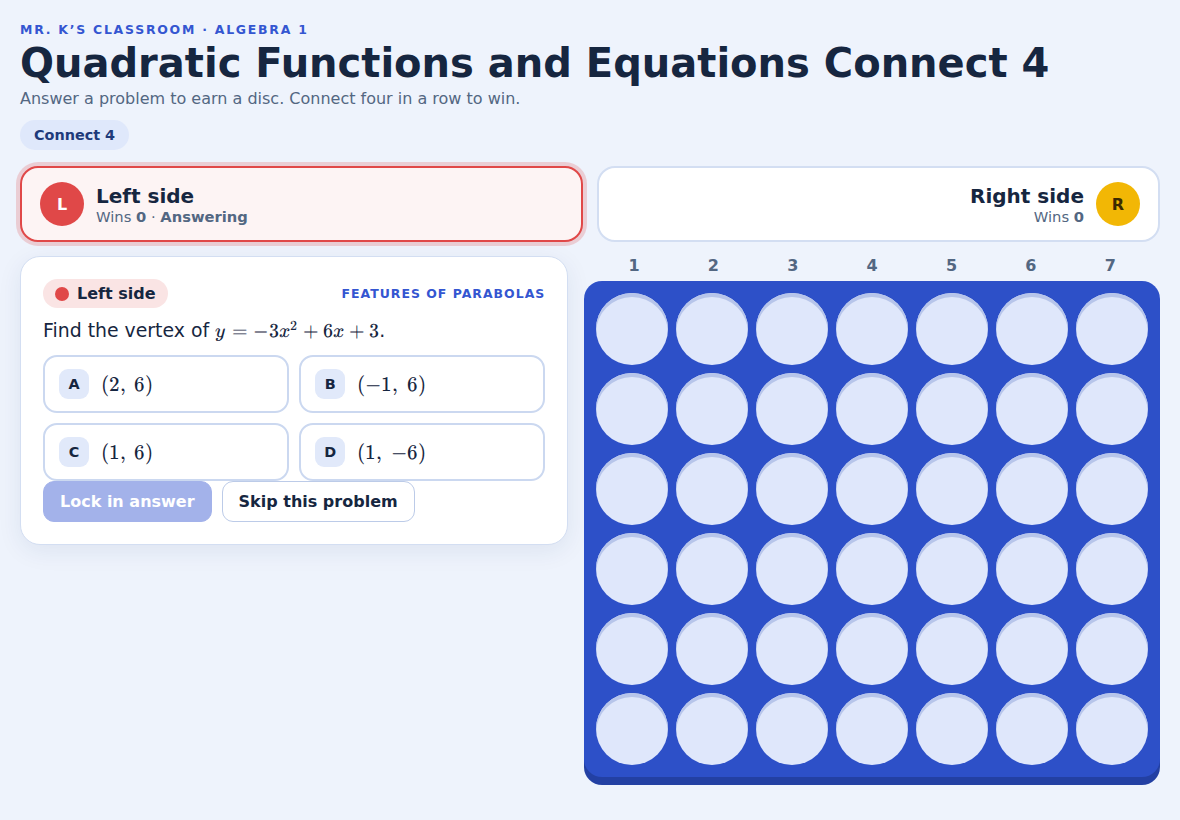 MR. K’S CLASSROOM · ALGEBRA 1
Quadratic Functions and Equations Connect 4
Answer a problem to earn a disc. Connect four in a row to win.
Connect 4
L
Left side
Wins 0 · Answering
Right side
Wins 0
R
Left side
FEATURES OF PARABOLAS
Find the vertex of y = −3x² + 6x + 3.
A (2, 6)
B (−1, 6)
C (1, 6)
D (1, −6)
Lock in answer
Skip this problem
1 2 3 4 5 6 7